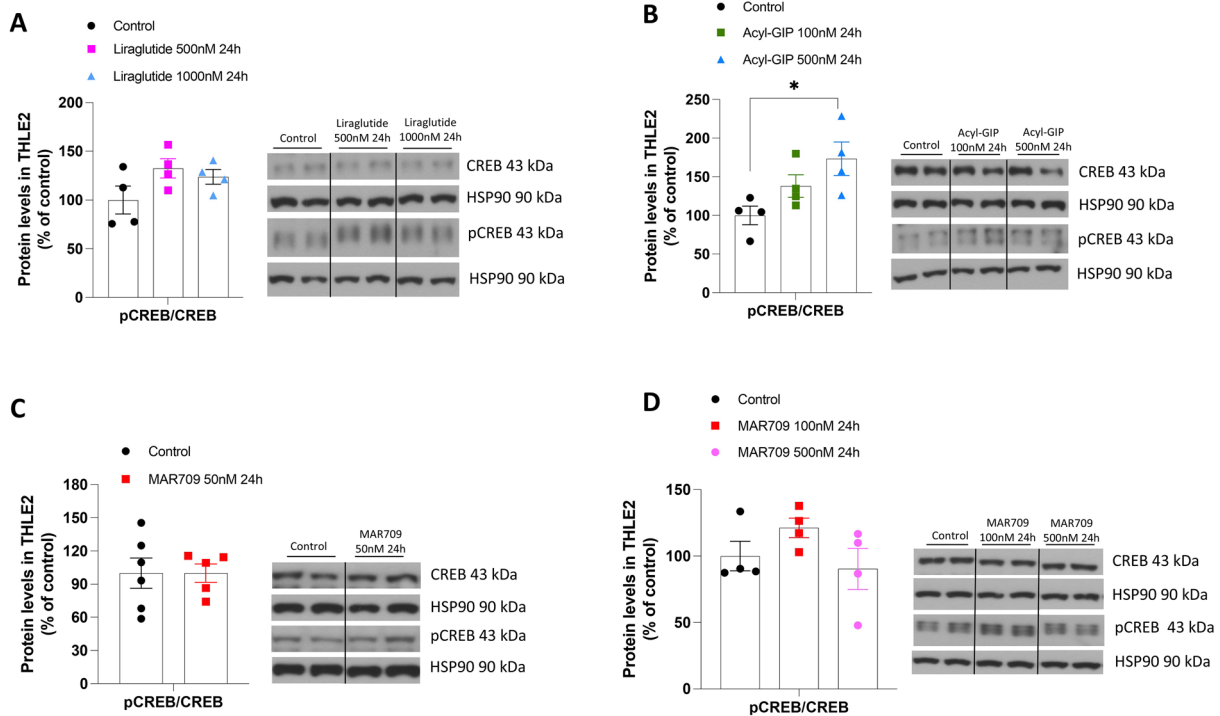 A
Control
Liraglutide 500nM 24h
Liraglutide 1000nM 24h
Protein levels in THLE2
(% of control)
200
150
100
50
0
pCREB/CREB
Control
Liraglutide
500nM 24h
Liraglutide
1000nM 24h
CREB 43 kDa
HSP90 90 kDa
pCREB 43 kDa
HSP90 90 kDa
B
Control
Acyl-GIP 100nM 24h
Acyl-GIP 500nM 24h
Protein levels in THLE2
(% of control)
250
200
150
100
50
0
*
pCREB/CREB
Control
Acyl-GIP
100nM 24h
Acyl-GIP
500nM 24h
CREB 43 kDa
HSP90 90 kDa
pCREB 43 kDa
HSP90 90 kDa
C
Control
MAR709 50nM 24h
Protein levels in THLE2
(% of control)
180
150
120
90
60
30
0
pCREB/CREB
Control
MAR709
50nM 24h
CREB 43 kDa
HSP90 90 kDa
pCREB 43 kDa
HSP90 90 kDa
D
Control
MAR709 100nM 24h
MAR709 500nM 24h
Protein levels in THLE2
(% of control)
150
100
50
0
pCREB/CREB
Control
MAR709
100nM 24h
MAR709
500nM 24h
CREB 43 kDa
HSP90 90 kDa
pCREB 43 kDa
HSP90 90 kDa